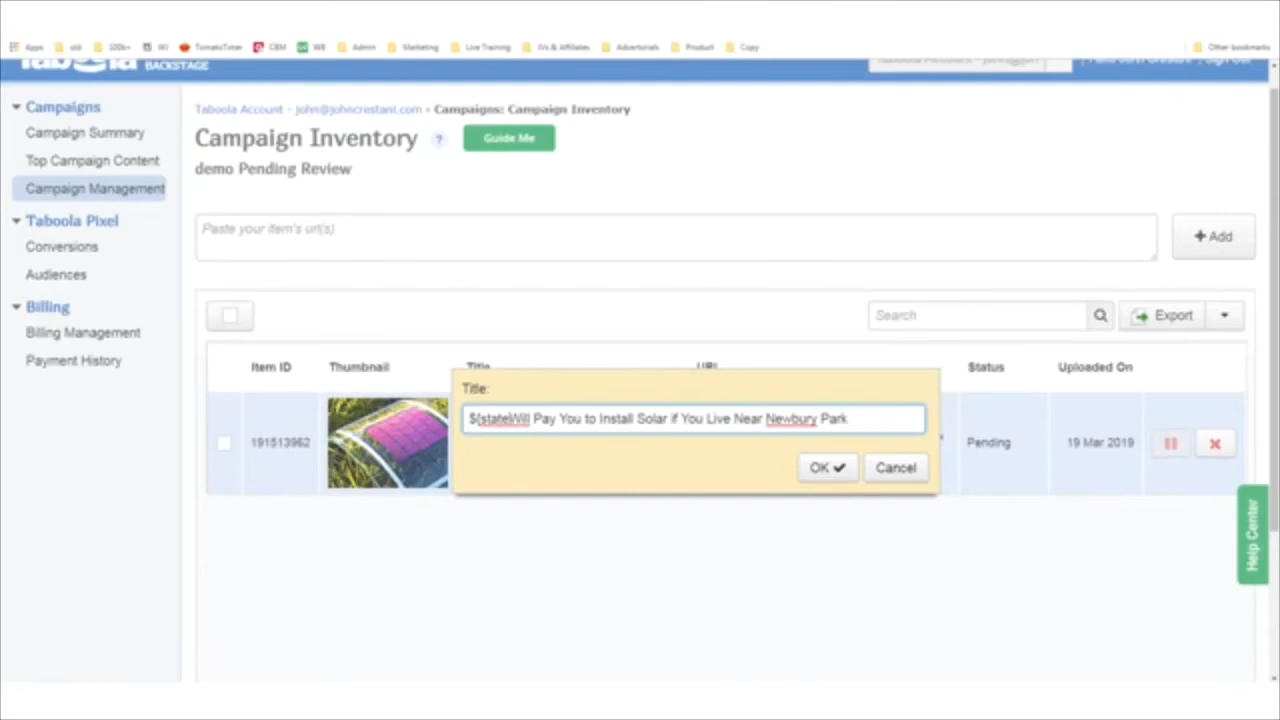 Apps old 100k+ WJ TomatoTimer CBM WB Admin Marketing Live Training IVs & Affiliates Advertorials Product Copy Other bookmarks
BACKSTAGE
Campaigns
Campaign Summary
Top Campaign Content
Campaign Management
Taboola Pixel
Conversions
Audiences
Billing
Billing Management
Payment History
Taboola Account - john@johncrestani.com • Campaigns: Campaign Inventory
Campaign Inventory ? Guide Me
demo Pending Review
Paste your item's url(s)
+ Add
Search
Export
Item ID Thumbnail Title URL Status Uploaded On
Title:
${state|Will Pay You to Install Solar if You Live Near Newbury Park
191513962 Pending 19 Mar 2019
OK Cancel
Help Center